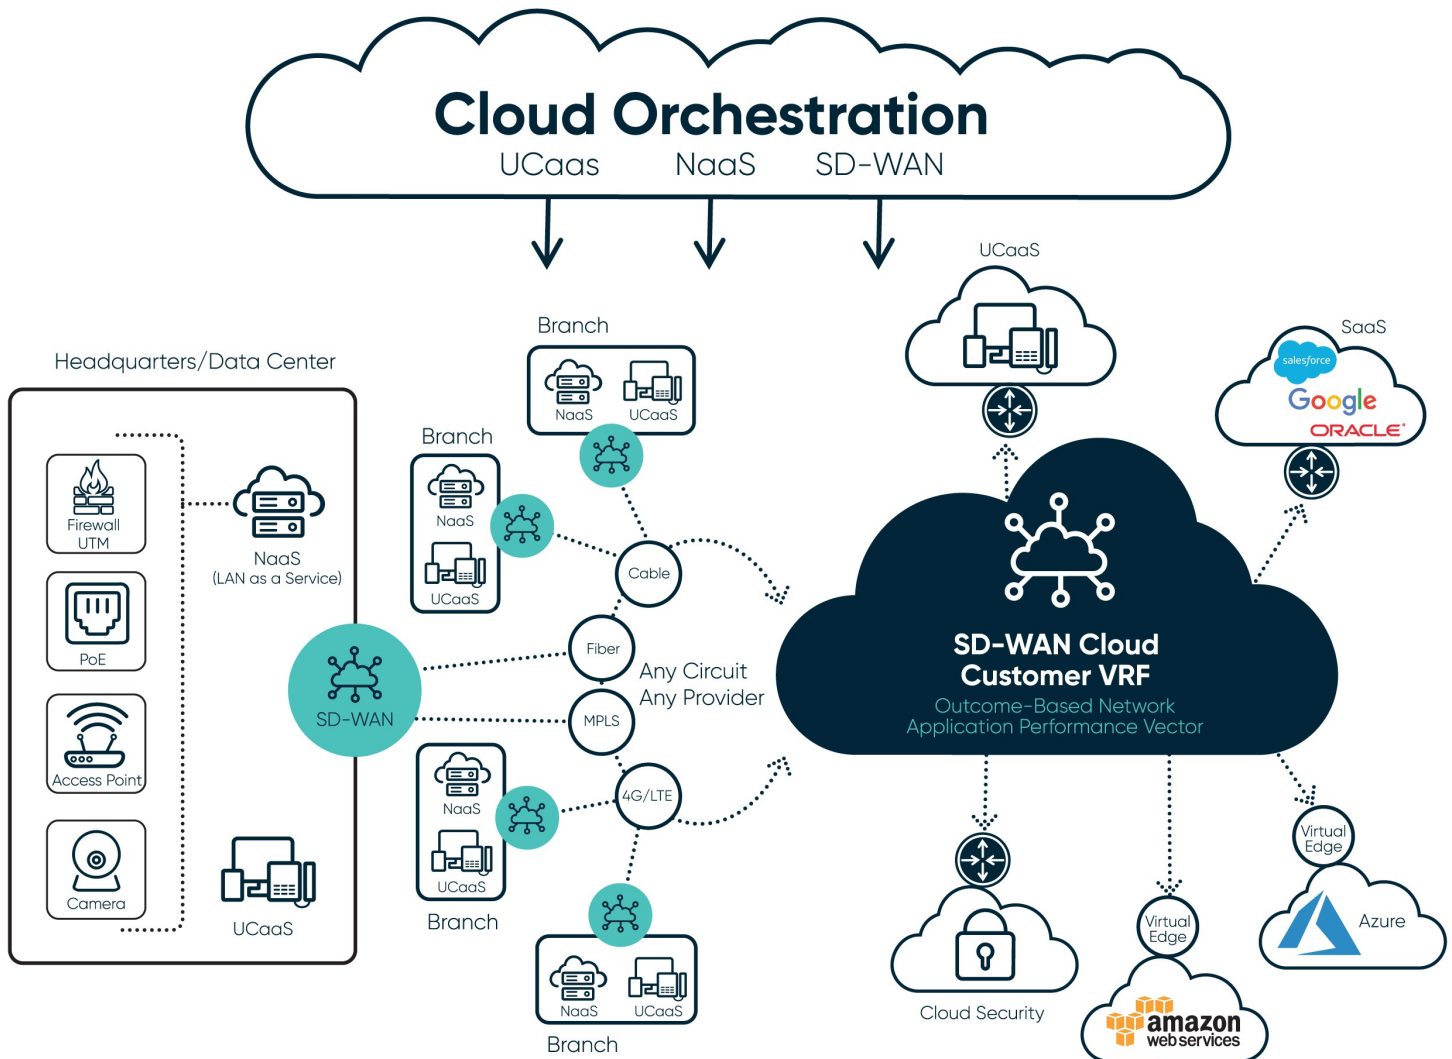 Cloud Orchestration
UCaas NaaS SD-WAN
UCaaS
SaaS
salesforce
Google
ORACLE
Headquarters/Data Center
Firewall
UTM
PoE
Access Point
Camera
NaaS
(LAN as a Service)
UCaaS
SD-WAN
Branch
NaaS UCaaS
Branch
NaaS
UCaaS
Cable
Fiber
MPLS
4G/LTE
Any Circuit
Any Provider
NaaS
UCaaS
Branch
NaaS UCaaS
Branch
SD-WAN Cloud
Customer VRF
Outcome-Based Network
Application Performance Vector
Cloud Security
Virtual
Edge
amazon
web services
Virtual
Edge
Azure